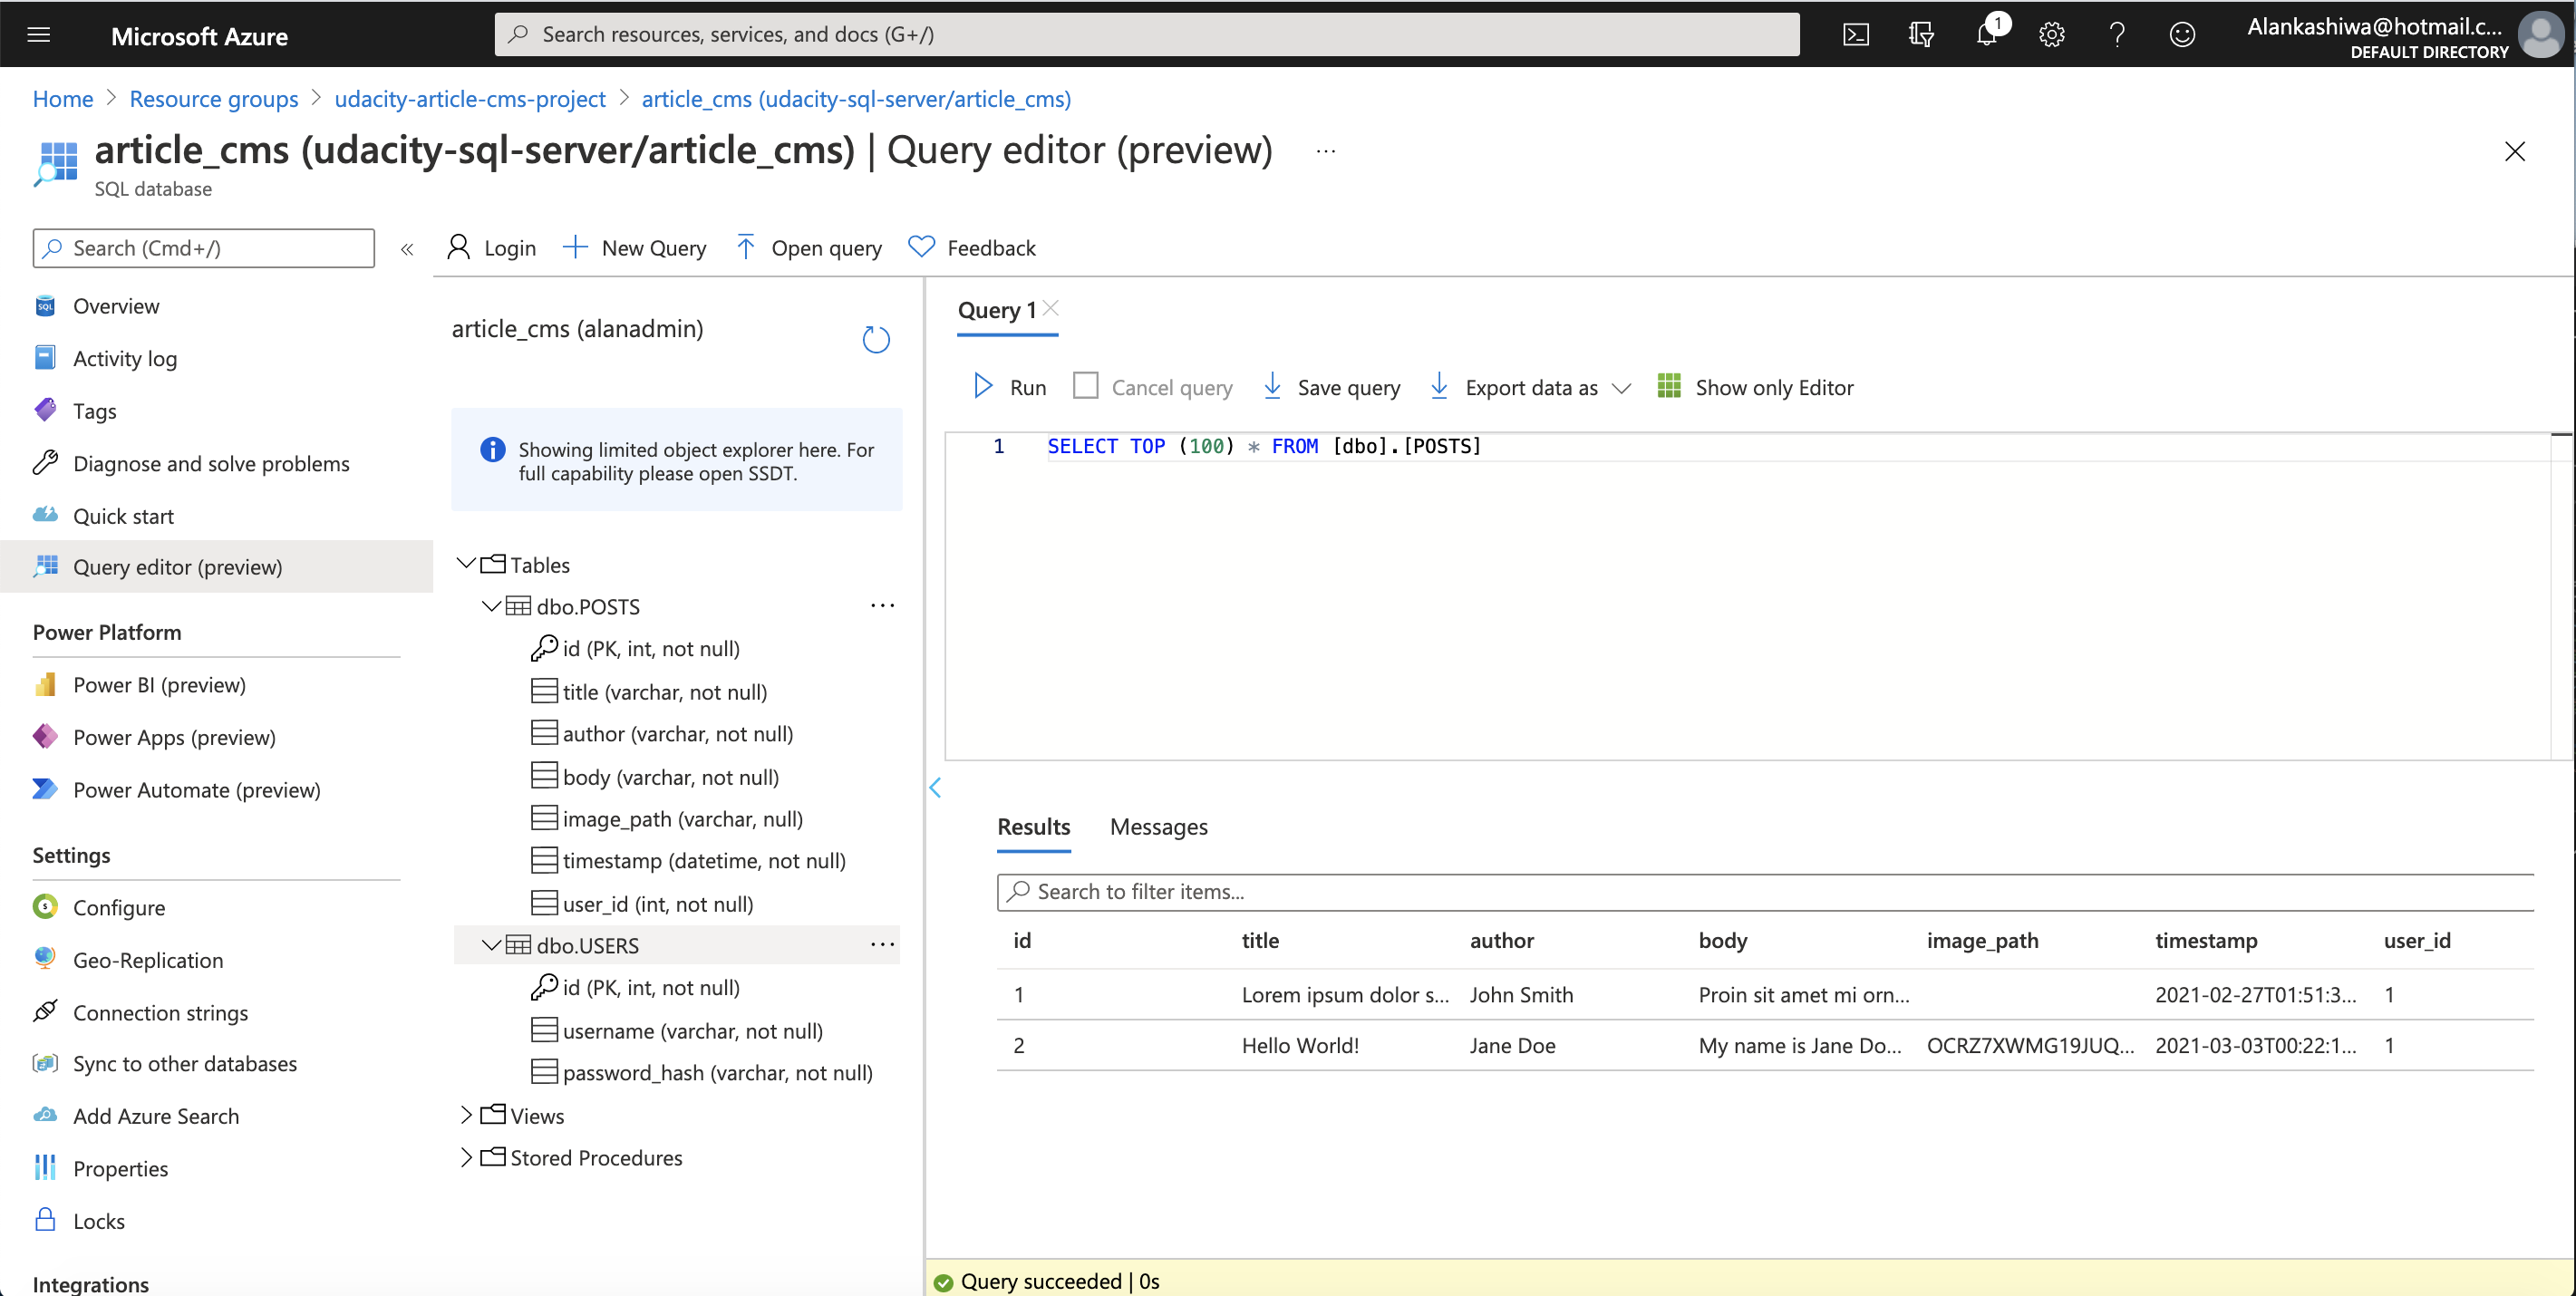 Microsoft Azure
Search resources, services, and docs (G+/)
1
Alankashiwa@hotmail.c...
DEFAULT DIRECTORY
Home > Resource groups > udacity-article-cms-project > article_cms (udacity-sql-server/article_cms)
article_cms (udacity-sql-server/article_cms) | Query editor (preview) ...
SQL database
Search (Cmd+/)
«
Overview
Activity log
Tags
Diagnose and solve problems
Quick start
Query editor (preview)
Power Platform
Power BI (preview)
Power Apps (preview)
Power Automate (preview)
Settings
Configure
Geo-Replication
Connection strings
Sync to other databases
Add Azure Search
Properties
Locks
Integrations
Login
New Query
Open query
Feedback
article_cms (alanadmin)
Showing limited object explorer here. For
full capability please open SSDT.
Tables
dbo.POSTS ...
id (PK, int, not null)
title (varchar, not null)
author (varchar, not null)
body (varchar, not null)
image_path (varchar, null)
timestamp (datetime, not null)
user_id (int, not null)
dbo.USERS ...
id (PK, int, not null)
username (varchar, not null)
password_hash (varchar, not null)
Views
Stored Procedures
Query 1
Run
Cancel query
Save query
Export data as
Show only Editor
1 SELECT TOP (100) * FROM [dbo].[POSTS]
Results
Messages
Search to filter items...
id title author body image_path timestamp user_id
1 Lorem ipsum dolor s... John Smith Proin sit amet mi orn... 2021-02-27T01:51:3... 1
2 Hello World! Jane Doe My name is Jane Do... OCRZ7XWMG19JUQ... 2021-03-03T00:22:1... 1
Query succeeded | 0s